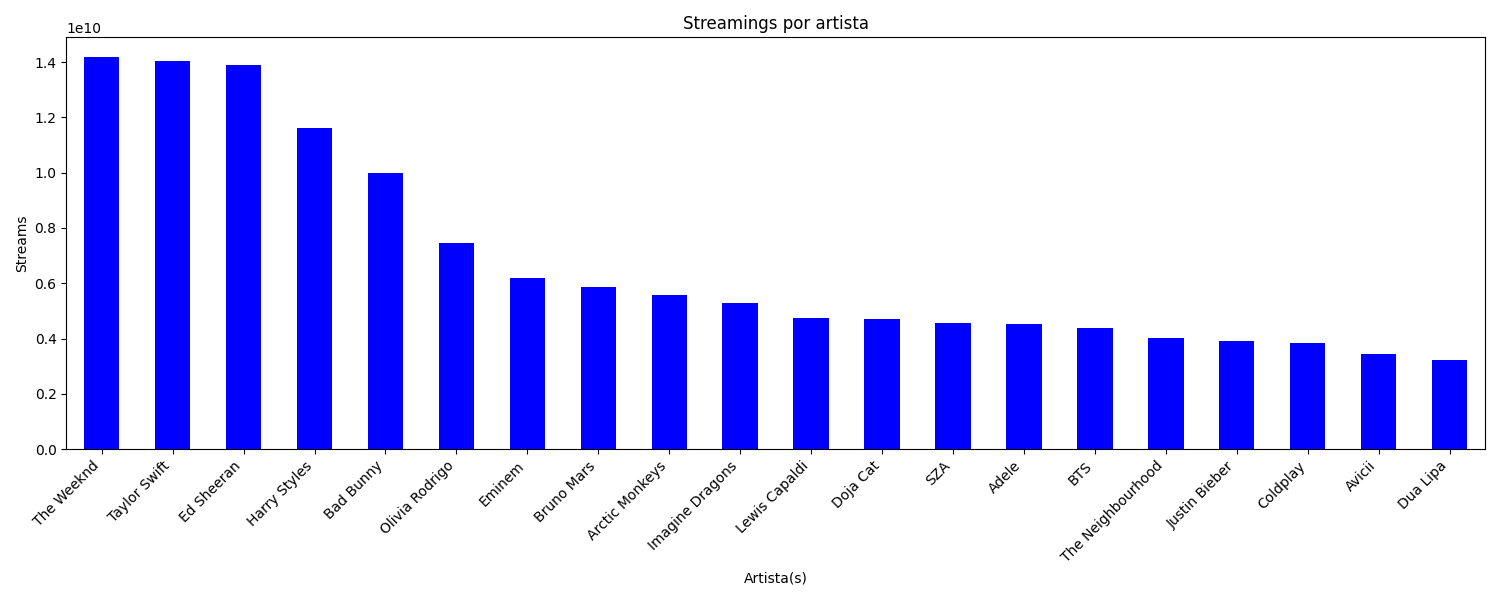 Streamings por artista
1e10
1.4
1.2
1.0
0.8
0.6
0.4
0.2
0.0
Streams
The Weeknd
Taylor Swift
Ed Sheeran
Harry Styles
Bad Bunny
Olivia Rodrigo
Eminem
Bruno Mars
Arctic Monkeys
Imagine Dragons
Lewis Capaldi
Doja Cat
SZA
Adele
BTS
The Neighbourhood
Justin Bieber
Coldplay
Avicii
Dua Lipa
Artista(s)